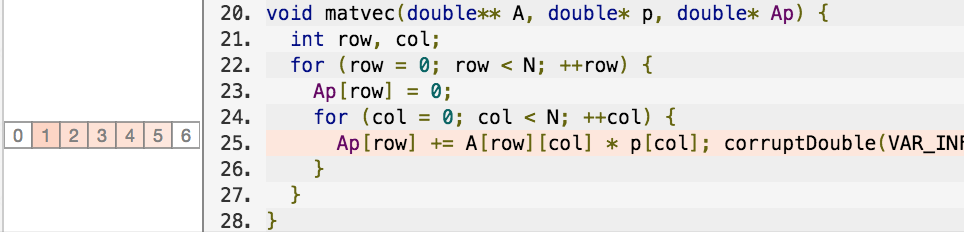 20. void matvec(double** A, double* p, double* Ap) {
21. int row, col;
22. for (row = 0; row < N; ++row) {
23. Ap[row] = 0;
24. for (col = 0; col < N; ++col) {
0 1 2 3 4 5 6
25. Ap[row] += A[row][col] * p[col]; corruptDouble(VAR_INF
26. }
27. }
28. }